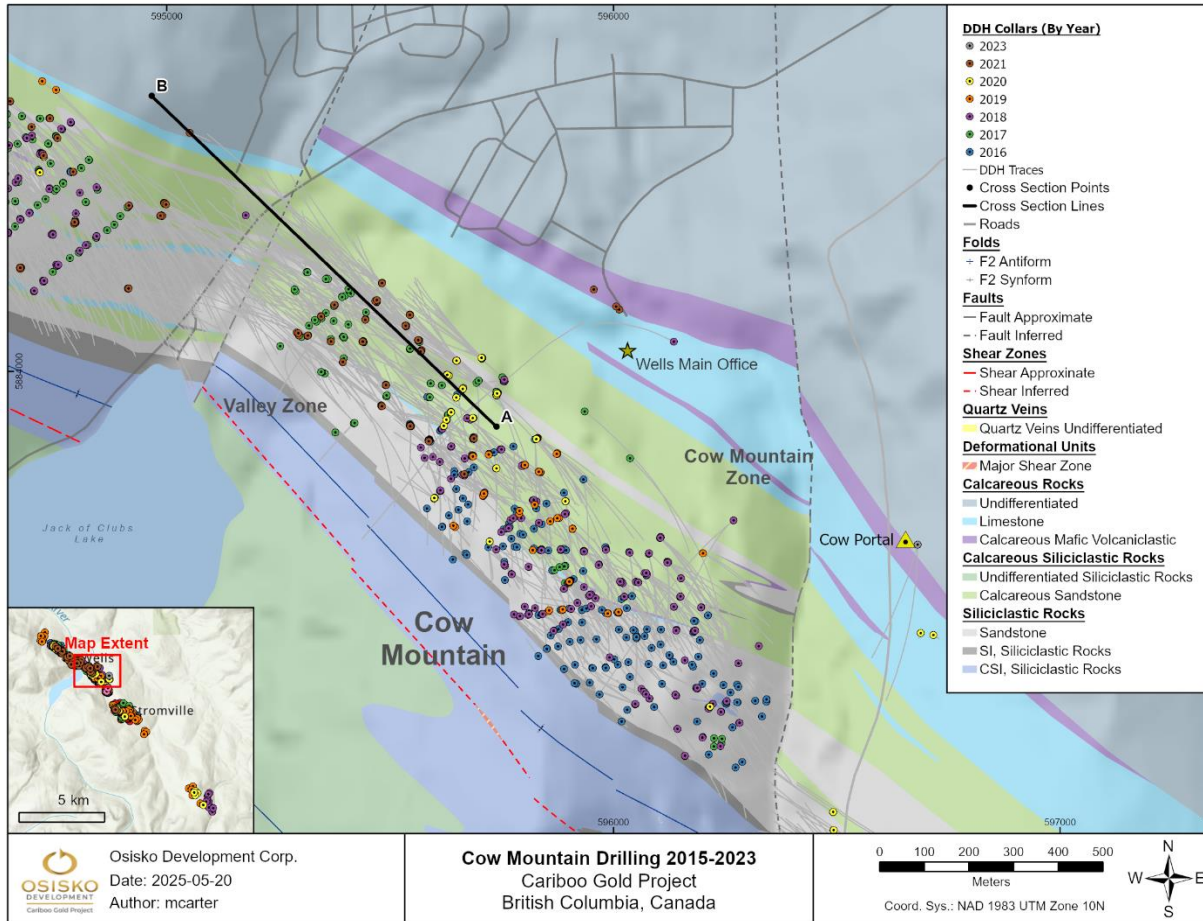 595000
596000
B
A
Wells Main Office
Valley Zone
Cow Mountain
Zone
Cow Portal
Jack of Clubs
Lake
Cow
Mountain
5884000
596000
597000
Map Extent
Stromville
5 km
DDH Collars (By Year)
2023
2021
2020
2019
2018
2017
2016
DDH Traces
Cross Section Points
Cross Section Lines
Roads
Folds
F2 Antiform
F2 Synform
Faults
Fault Approximate
Fault Inferred
Shear Zones
Shear Approximate
Shear Inferred
Quartz Veins
Quartz Veins Undifferentiated
Deformational Units
Major Shear Zone
Calcareous Rocks
Undifferentiated
Limestone
Calcareous Mafic Volcaniclastic
Calcareous Siliciclastic Rocks
Undifferentiated Siliciclastic Rocks
Calcareous Sandstone
Siliciclastic Rocks
Sandstone
SI, Siliciclastic Rocks
CSI, Siliciclastic Rocks
OSISKO
DEVELOPMENT
Cariboo Gold Project
Osisko Development Corp.
Date: 2025-05-20
Author: mcarter
Cow Mountain Drilling 2015-2023
Cariboo Gold Project
British Columbia, Canada
0 100 200 300 400 500
Meters
Coord. Sys.: NAD 1983 UTM Zone 10N
N
W E
S